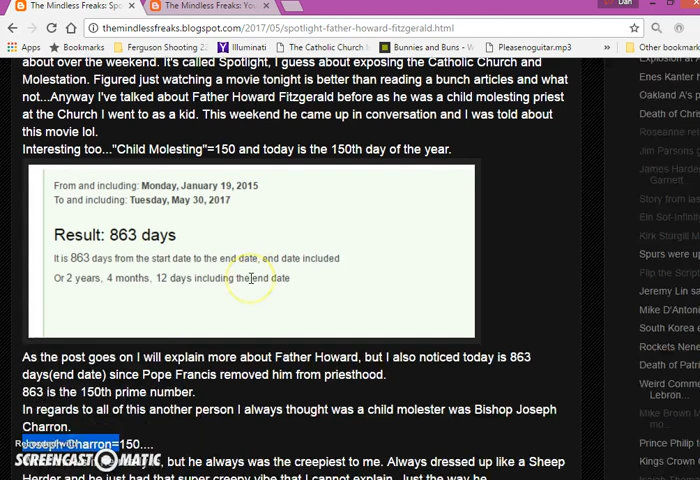 Dan
The Mindless Freaks: Spo
The Mindless Freaks: You
themindlessfreaks.blogspot.com/2017/05/spotlight-father-howard-fitzgerald.html
Apps
Bookmarks
Ferguson Shooting 22
Illuminati
The Catholic Church
Bunnies and Buns - W
Pleasenoguitar.mp3
»
Other bookmark
about over the weekend. It's called Spotlight, I guess about exposing the Catholic Church and
Molestation. Figured just watching a movie tonight is better than reading a bunch articles and what
not...Anyway I've talked about Father Howard Fitzgerald before as he was a child molesting priest
at the Church I went to as a kid. This weekend he came up in conversation and I was told about
this movie lol.
Interesting too..."Child Molesting"=150 and today is the 150th day of the year.
From and including: Monday, January 19, 2015
To and including: Tuesday, May 30, 2017
Result: 863 days
It is 863 days from the start date to the end date, end date included
Or 2 years, 4 months, 12 days including the end date
As the post goes on I will explain more about Father Howard, but I also noticed today is 863
days(end date) since Pope Francis removed him from priesthood.
863 is the 150th prime number.
In regards to all of this another person I always thought was a child molester was Bishop Joseph
Charron.
Joseph Charron=150....
but he always was the creepiest to me. Always dressed up like a Sheep
Herder and he just had that super creepy vibe that I cannot explain. Just the way he
Recorded with
SCREENCAST-O-MATIC
Explosion at
Enes Kanter H
Oakland A's p
Death of Chris
Roseanne rel
Jim Parsons
James Harder
Garnett
Story from las
Ein Sof-Infinity
Kirk Sturgill M
Spurs were up
Flip the Script
Jeremy Lin sa
Mike D'Antoni
South Korea e
Rockets Nene
Death of Patri
Weird Comme
Lebron...
Mike Brown M
mo...
Prince Philip t
Kings Crown